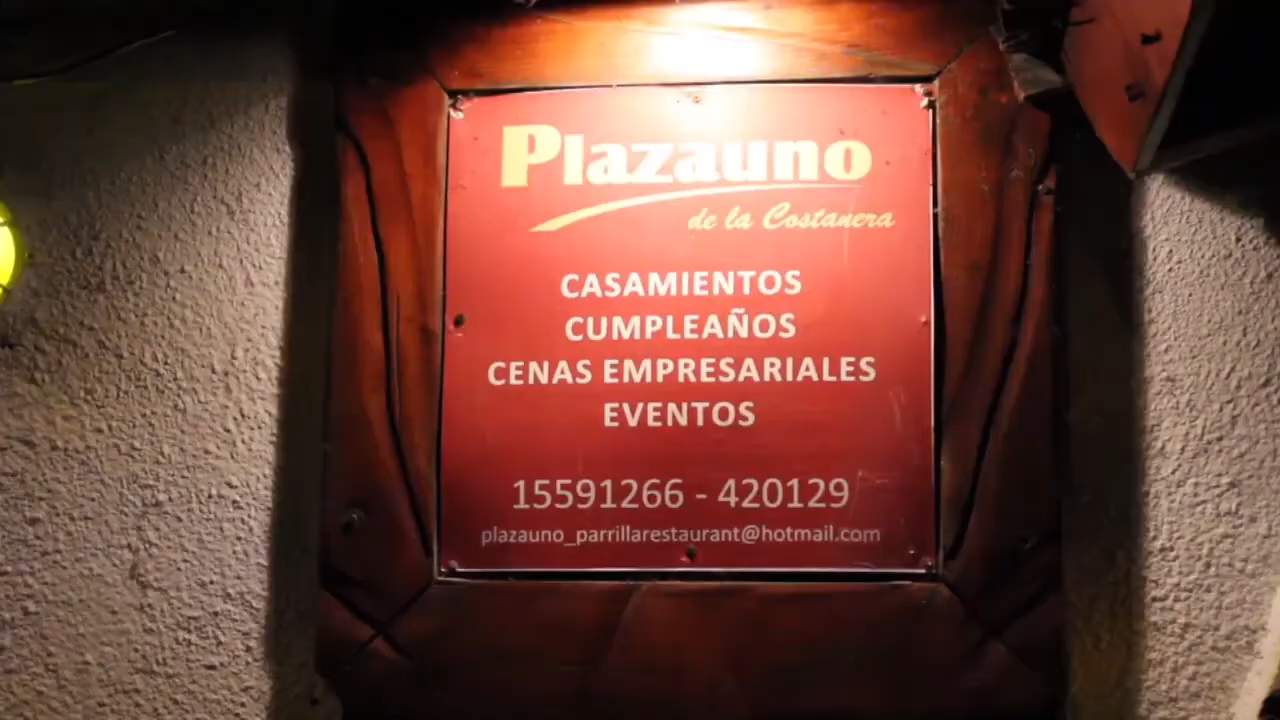 Plazauno
de la Costanera
CASAMIENTOS
CUMPLEAÑOS
CENAS EMPRESARIALES
EVENTOS
15591266 - 420129
plazauno_parrillarestaurant@hotmail.com